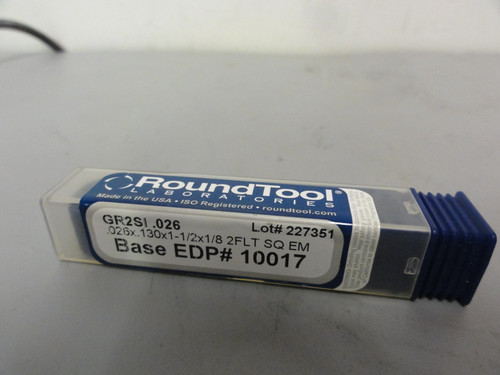 RoundTool®
LABORATORIES
Made in the USA • ISO Registered • roundtool.com
GR2SI .026 Lot# 227351
.026x.130x1-1/2x1/8 2FLT SQ EM
Base EDP# 10017